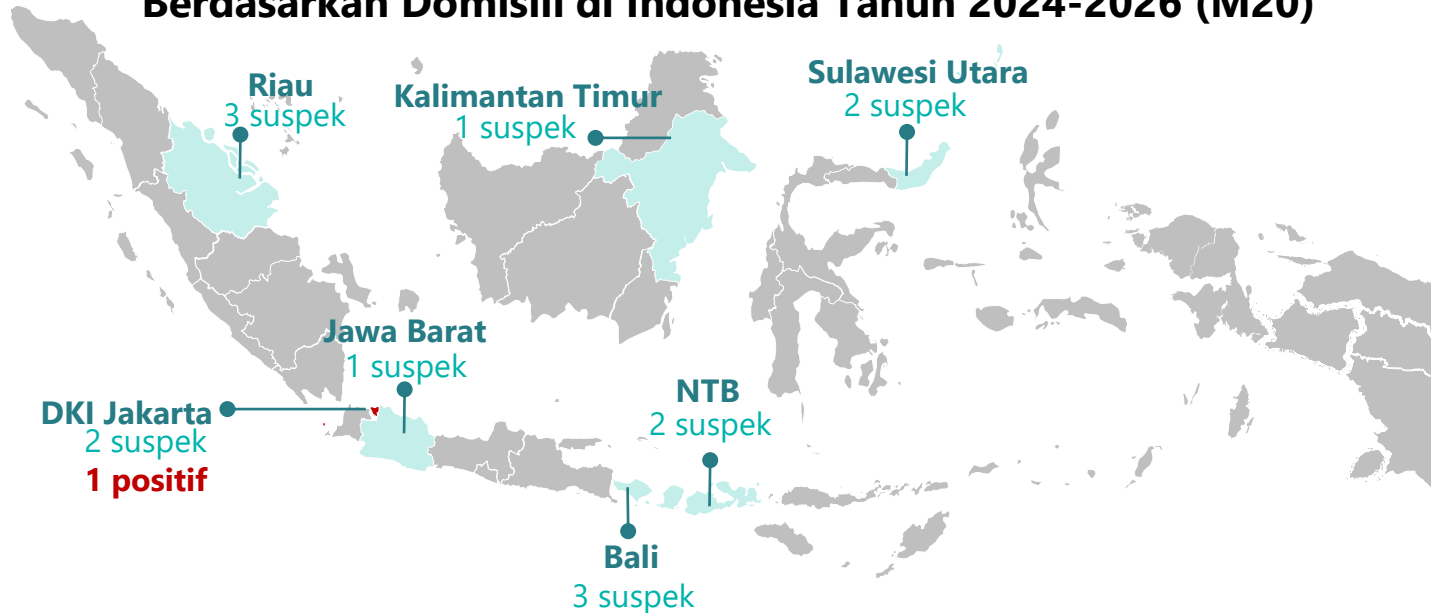 Berdasarkan Domisili di Indonesia Tahun 2024-2026 (M20)
Riau
3 suspek
Kalimantan Timur
1 suspek
Sulawesi Utara
2 suspek
Jawa Barat
1 suspek
DKI Jakarta
2 suspek
1 positif
NTB
2 suspek
Bali
3 suspek